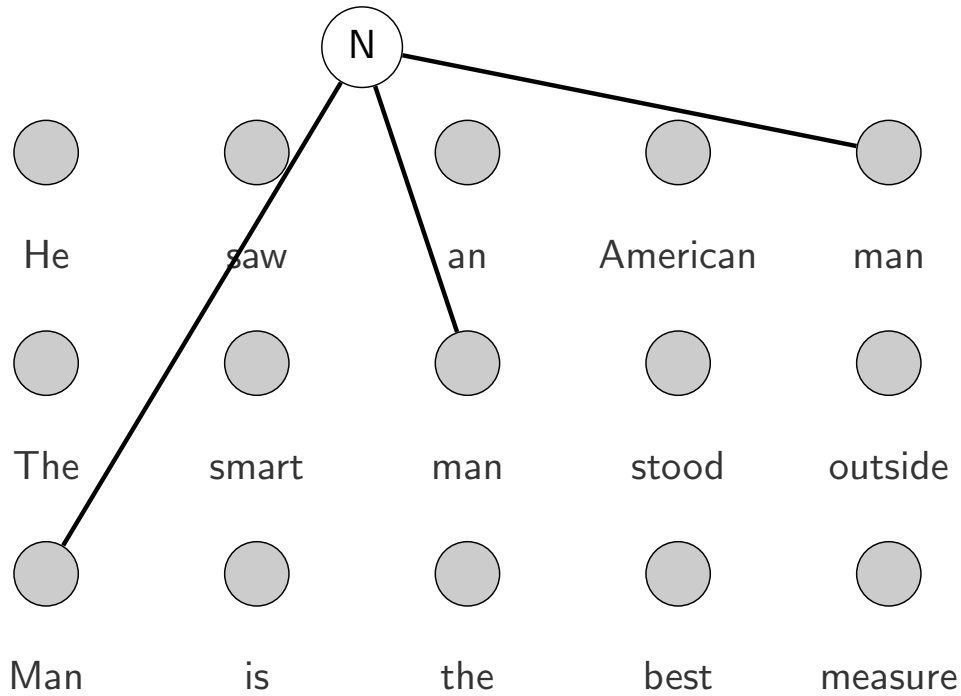 N
He saw an American man
The smart man stood outside
Man is the best measure